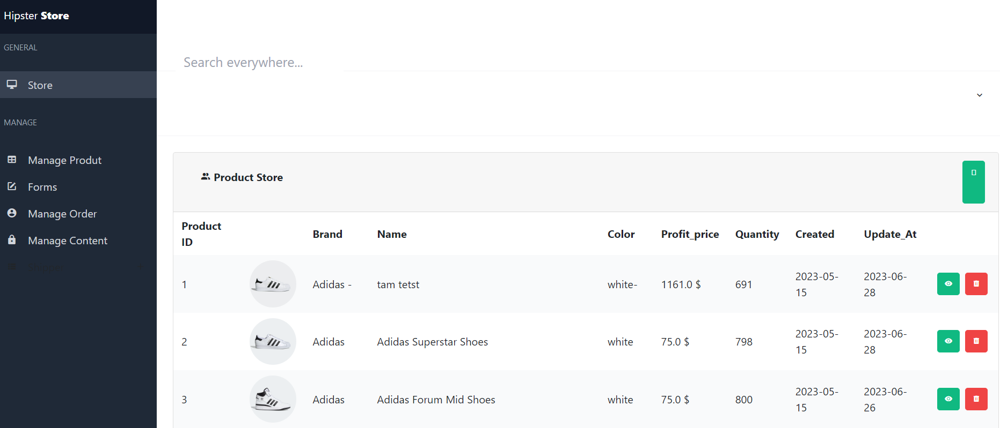 Hipster Store
GENERAL
Store
MANAGE
Manage Produt
Forms
Manage Order
Manage Content
Shipper
Search everywhere...
Product Store
Product ID Brand Name Color Profit_price Quantity Created Update_At
1 Adidas - tam tetst white- 1161.0 $ 691 2023-05-15 2023-06-28
2 Adidas Adidas Superstar Shoes white 75.0 $ 798 2023-05-15 2023-06-28
3 Adidas Adidas Forum Mid Shoes white 75.0 $ 800 2023-05-15 2023-06-26